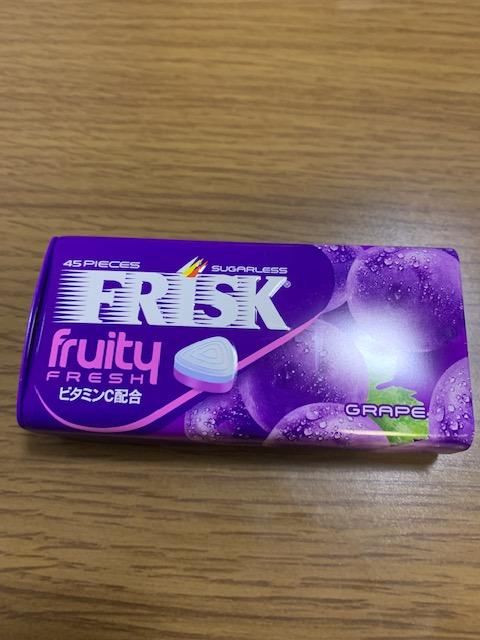 45 PIECES
SUGARLESS
FRISK®
fruity
FRESH
ビタミンC配合
GRAPE